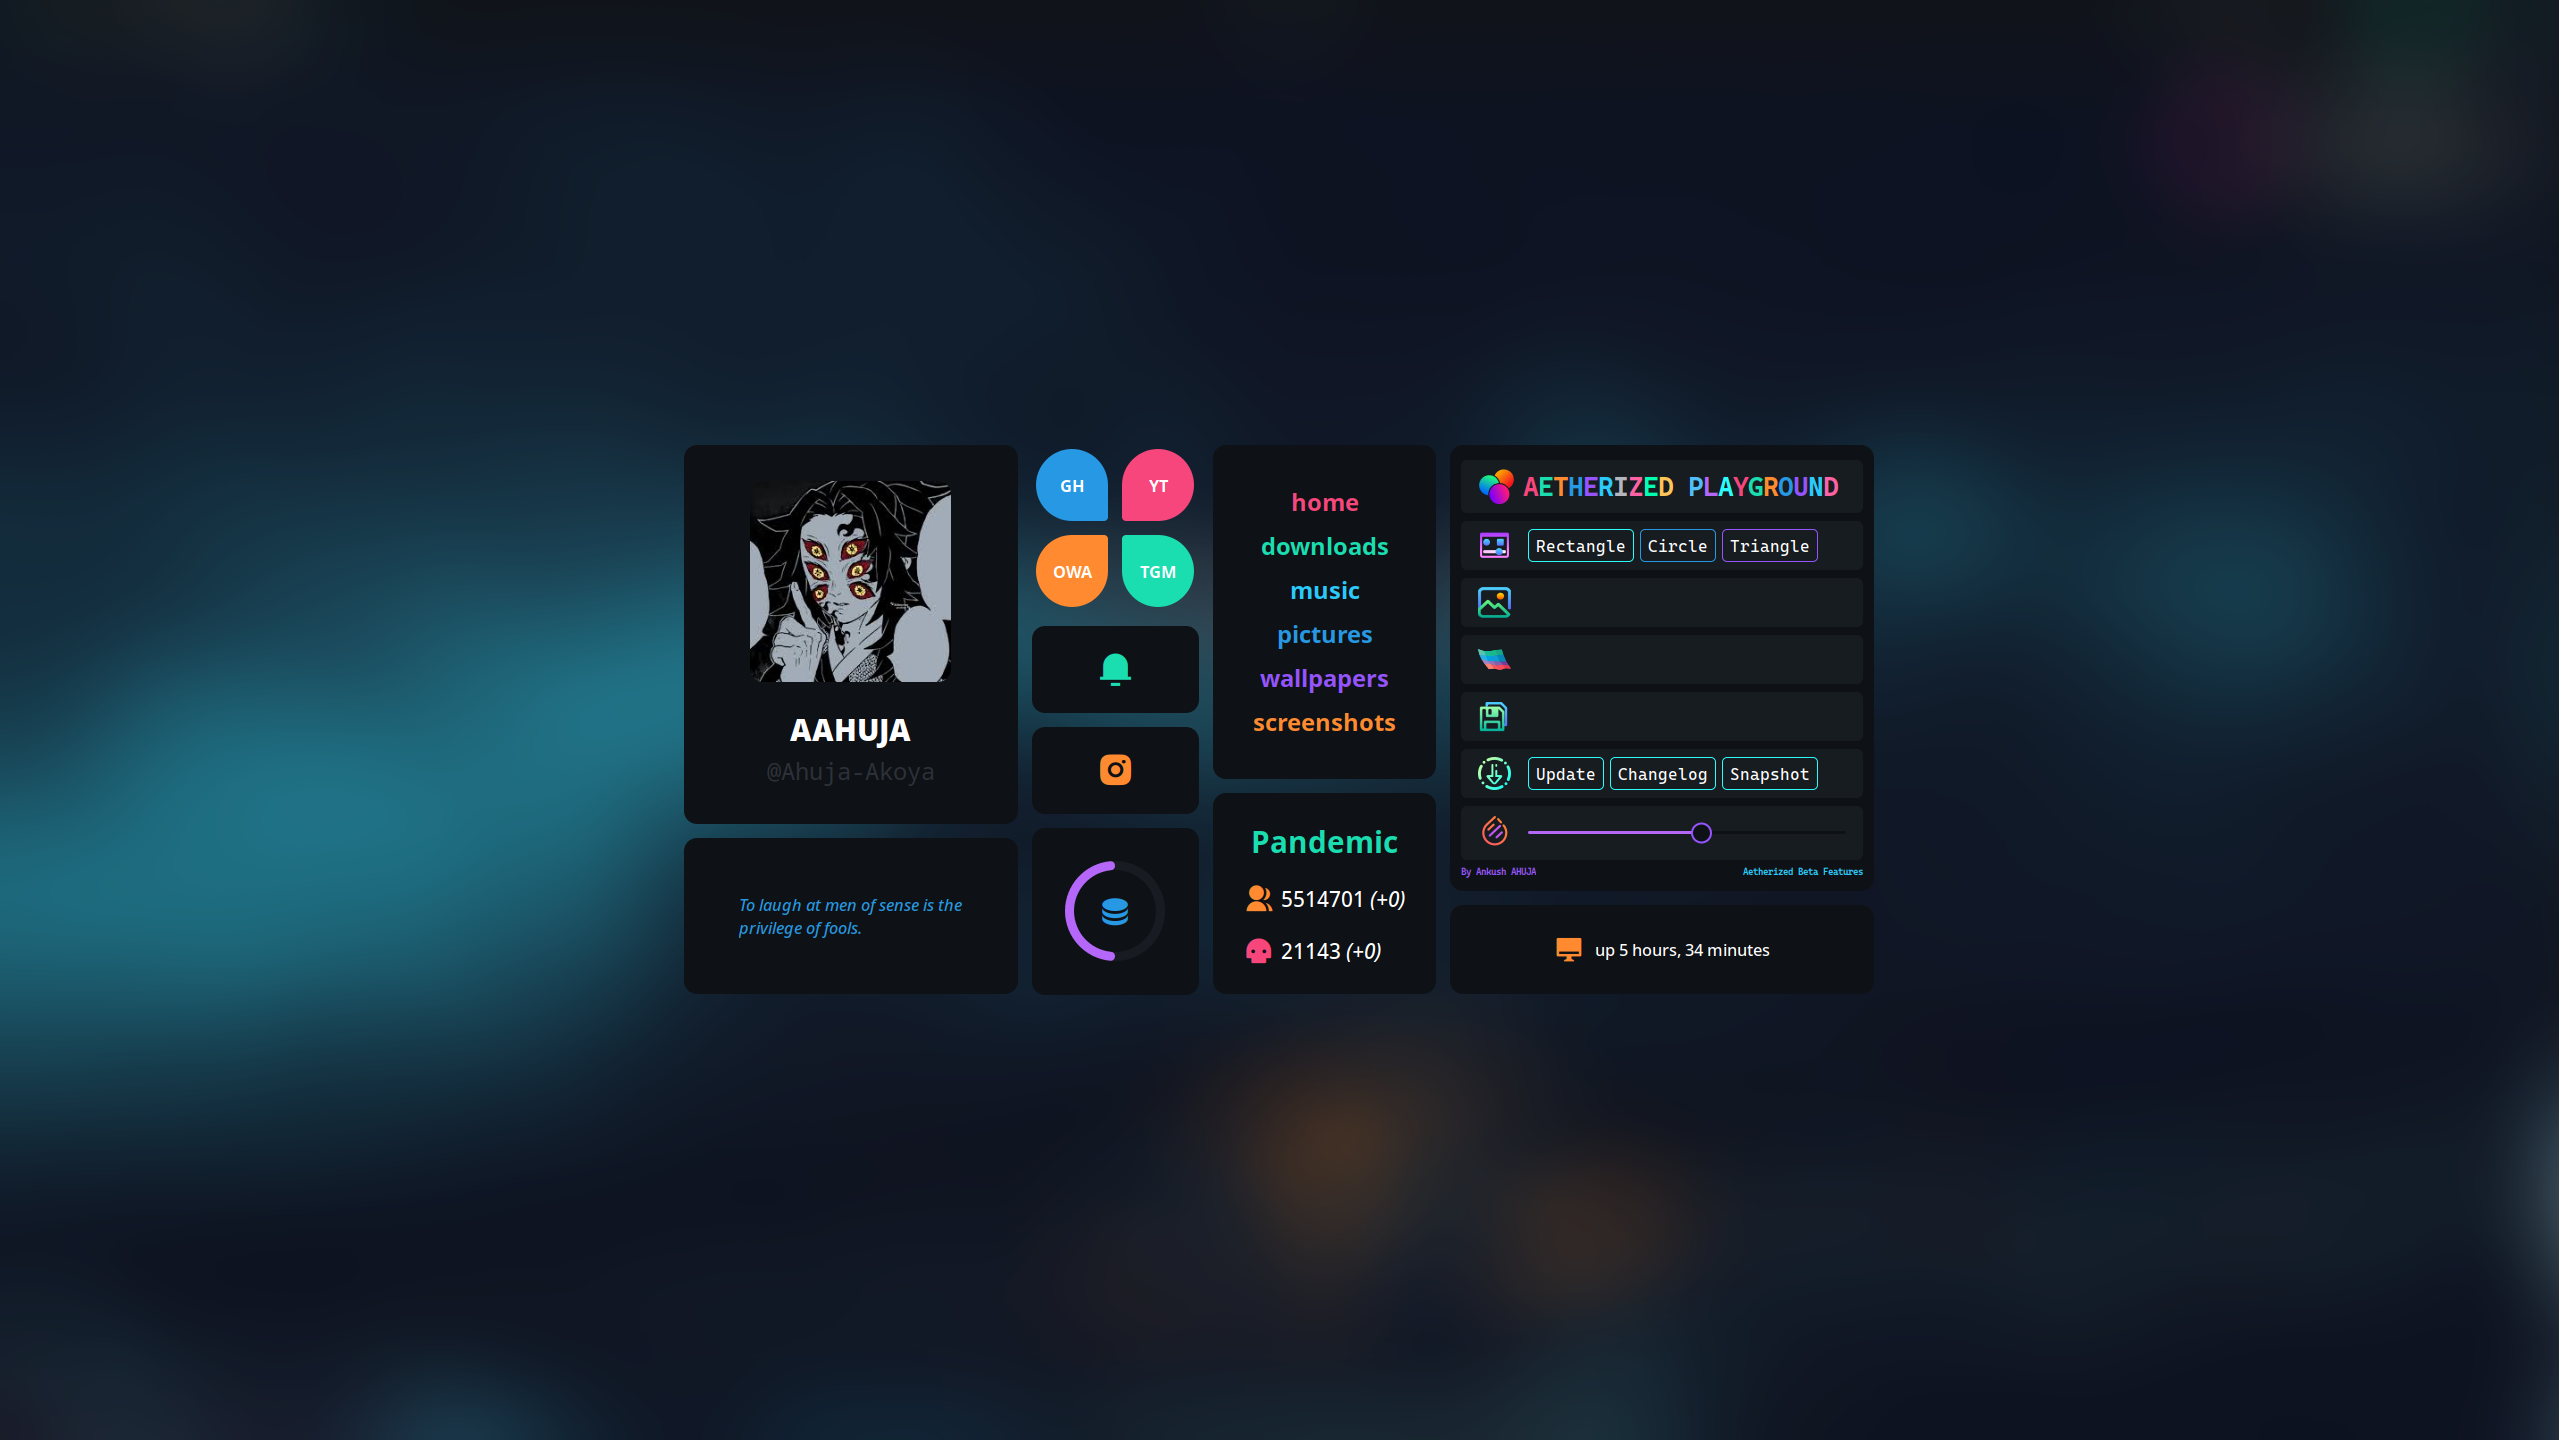 AAHUJA
@Ahuja-Akoya
To laugh at men of sense is the
privilege of fools.
GH
YT
OWA
TGM
home
downloads
music
pictures
wallpapers
screenshots
Pandemic
5514701 (+0)
21143 (+0)
AETHERIZED PLAYGROUND
Rectangle Circle Triangle
Update Changelog Snapshot
By Ankush AHUJA
Aetherized Beta Features
up 5 hours, 34 minutes